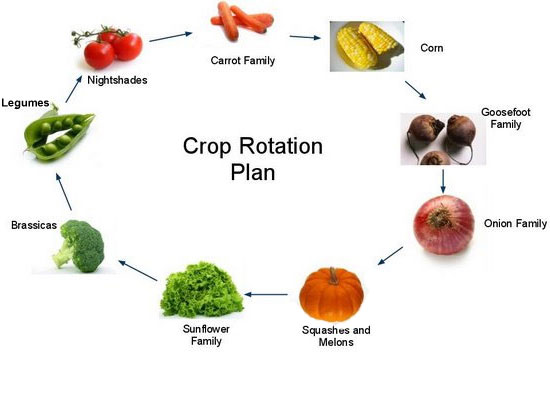 Nightshades
Carrot Family
Corn
Legumes
Goosefoot
Family
Crop Rotation
Plan
Brassicas
Onion Family
Sunflower
Family
Squashes and
Melons